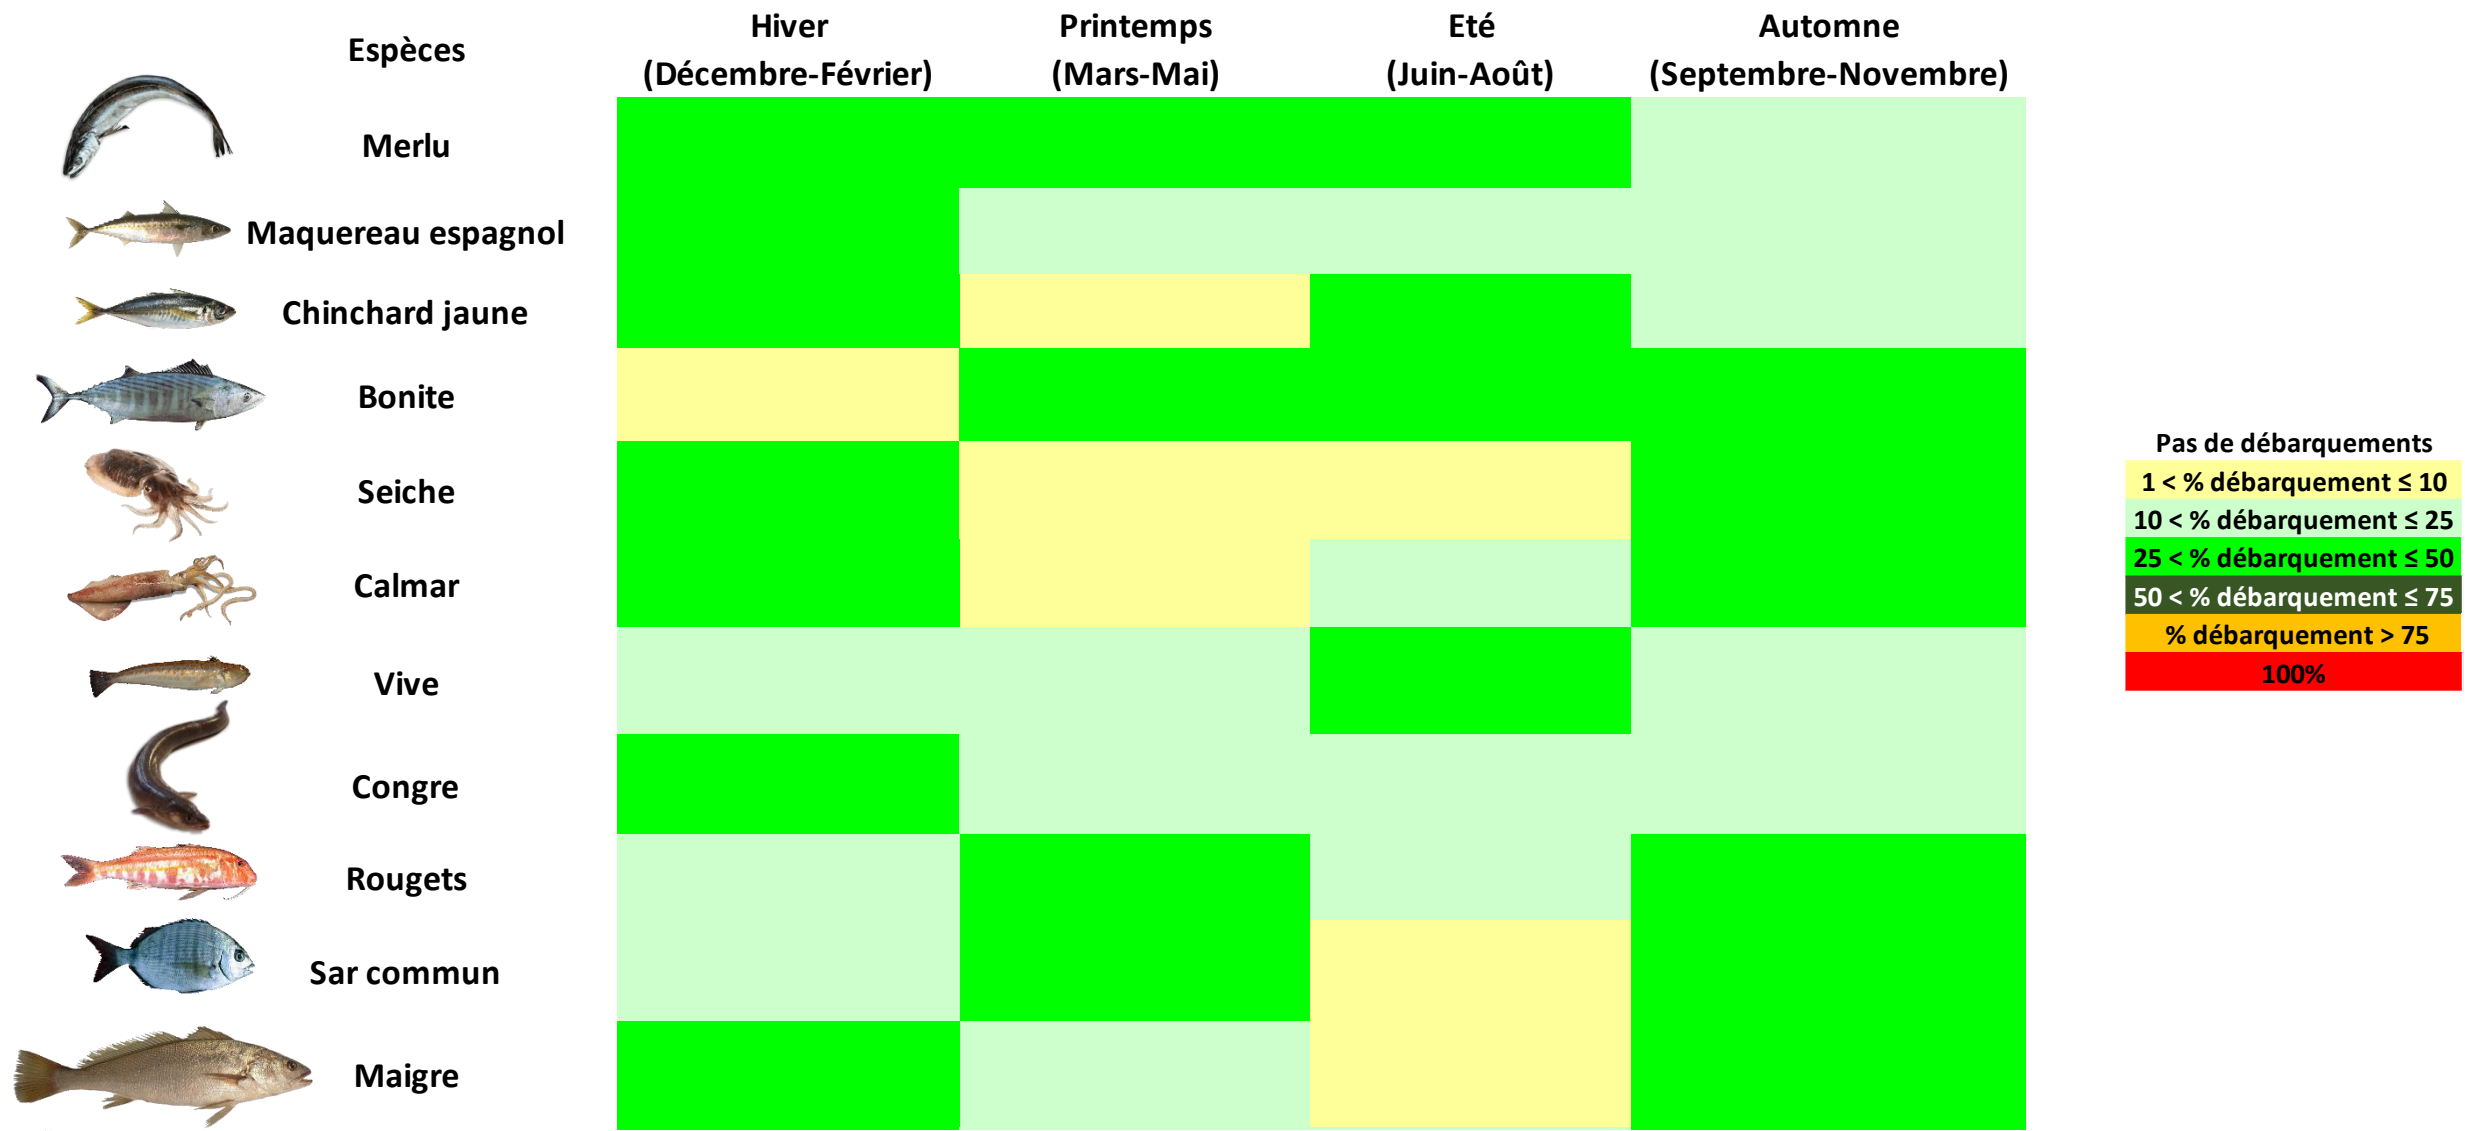 Espèces
Hiver
(Décembre-Février)
Printemps
(Mars-Mai)
Eté
(Juin-Août)
Automne
(Septembre-Novembre)
Merlu
Maquereau espagnol
Chinchard jaune
Bonite
Seiche
Calmar
Vive
Congre
Rougets
Sar commun
Maigre
Pas de débarquements
1 < % débarquement ≤ 10
10 < % débarquement ≤ 25
25 < % débarquement ≤ 50
50 < % débarquement ≤ 75
% débarquement > 75
100%